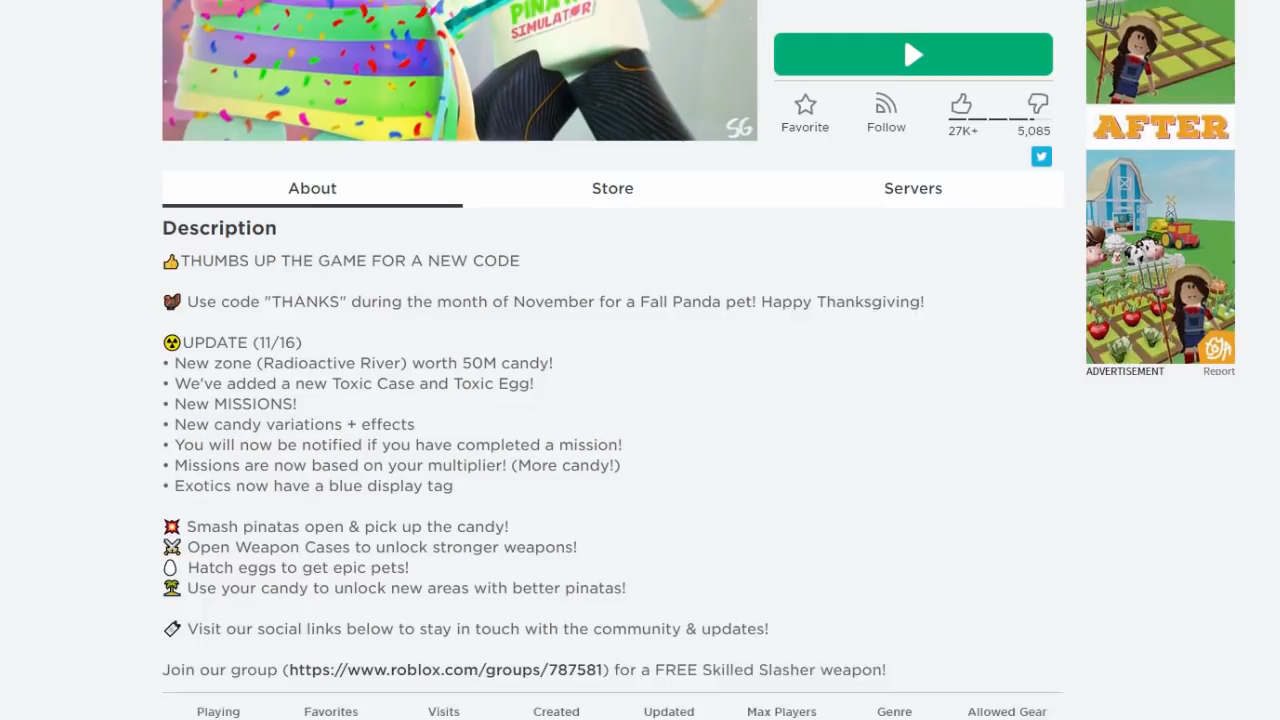 PINATA
SIMULATOR
SG
Favorite
Follow
27K+
5,085
AFTER
ADVERTISEMENT
Report
About
Store
Servers
Description
👍THUMBS UP THE GAME FOR A NEW CODE
🦃 Use code "THANKS" during the month of November for a Fall Panda pet! Happy Thanksgiving!
☢️UPDATE (11/16)
• New zone (Radioactive River) worth 50M candy!
• We've added a new Toxic Case and Toxic Egg!
• New MISSIONS!
• New candy variations + effects
• You will now be notified if you have completed a mission!
• Missions are now based on your multiplier! (More candy!)
• Exotics now have a blue display tag
💥 Smash pinatas open & pick up the candy!
⚔️ Open Weapon Cases to unlock stronger weapons!
🥚 Hatch eggs to get epic pets!
🏝️ Use your candy to unlock new areas with better pinatas!
🏷️ Visit our social links below to stay in touch with the community & updates!
Join our group (https://www.roblox.com/groups/787581) for a FREE Skilled Slasher weapon!
Playing
Favorites
Visits
Created
Updated
Max Players
Genre
Allowed Gear